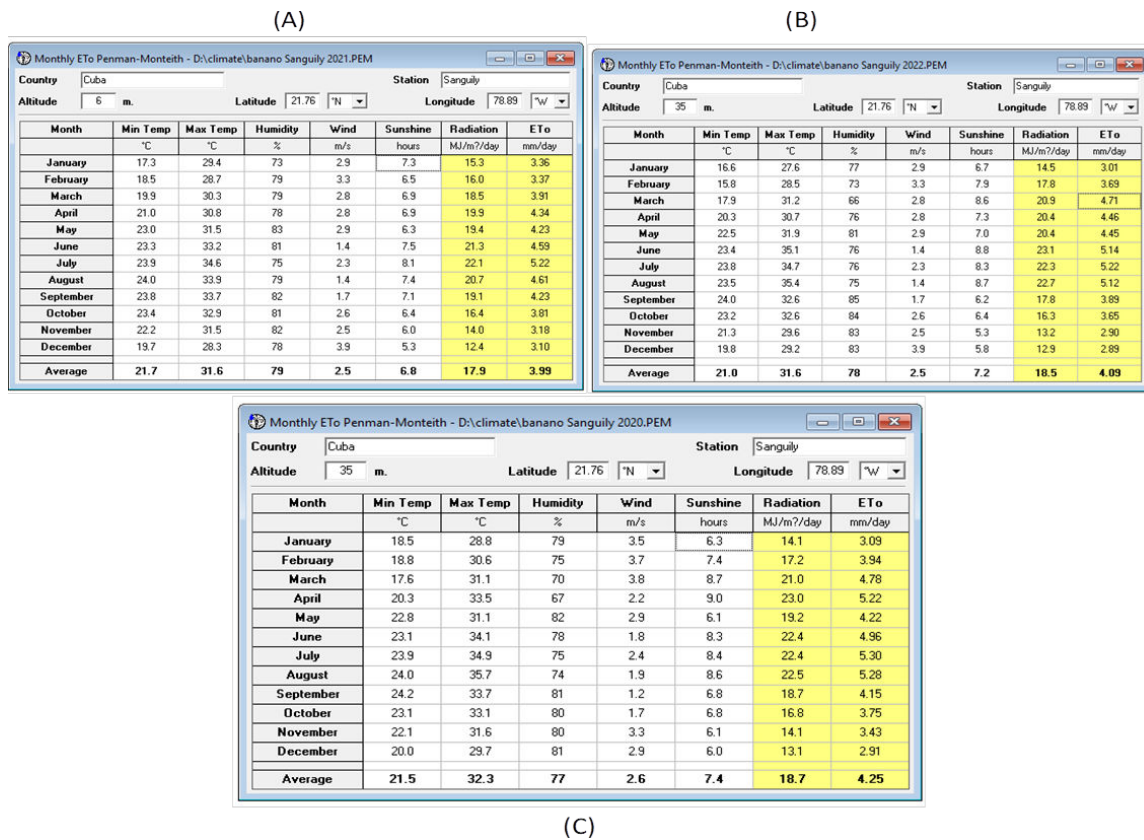 (A)
Monthly ETo Penman-Monteith - D:\climate\banano Sanguily 2021.PEM
Country Cuba Station Sanguily
Altitude 6 m. Latitude 21.76 °N Longitude 78.89 °W
Month Min Temp Max Temp Humidity Wind Sunshine Radiation ETo
°C °C % m/s hours MJ/m?/day mm/day
January 17.3 29.4 73 2.9 7.3 15.3 3.36
February 18.5 28.7 79 3.3 6.5 16.0 3.37
March 19.9 30.3 79 2.8 6.9 18.5 3.91
April 21.0 30.8 78 2.8 6.9 19.9 4.34
May 23.0 31.5 83 2.9 6.3 19.4 4.23
June 23.3 33.2 81 1.4 7.5 21.3 4.59
July 23.9 34.6 75 2.3 8.1 22.1 5.22
August 24.0 33.9 79 1.4 7.4 20.7 4.61
September 23.8 33.7 82 1.7 7.1 19.1 4.23
October 23.4 32.9 81 2.6 6.4 16.4 3.81
November 22.2 31.5 82 2.5 6.0 14.0 3.18
December 19.7 28.3 78 3.9 5.3 12.4 3.10
Average 21.7 31.6 79 2.5 6.8 17.9 3.99
(B)
Monthly ETo Penman-Monteith - D:\climate\banano Sanguily 2022.PEM
Country Cuba Station Sanguily
Altitude 35 m. Latitude 21.76 °N Longitude 78.89 °W
Month Min Temp Max Temp Humidity Wind Sunshine Radiation ETo
°C °C % m/s hours MJ/m?/day mm/day
January 16.6 27.6 77 2.9 6.7 14.5 3.01
February 15.8 28.5 73 3.3 7.9 17.8 3.69
March 17.9 31.2 66 2.8 8.6 20.9 4.71
April 20.3 30.7 76 2.8 7.3 20.4 4.46
May 22.5 31.9 81 2.9 7.0 20.4 4.45
June 23.4 35.1 76 1.4 8.8 23.1 5.14
July 23.8 34.7 76 2.3 8.3 22.3 5.22
August 23.5 35.4 75 1.4 8.7 22.7 5.12
September 24.0 32.6 85 1.7 6.2 17.8 3.89
October 23.2 32.6 84 2.6 6.4 16.3 3.65
November 21.3 29.6 83 2.5 5.3 13.2 2.90
December 19.8 29.2 83 3.9 5.8 12.9 2.89
Average 21.0 31.6 78 2.5 7.2 18.5 4.09
Monthly ETo Penman-Monteith - D:\climate\banano Sanguily 2020.PEM
Country Cuba Station Sanguily
Altitude 35 m. Latitude 21.76 °N Longitude 78.89 °W
Month Min Temp Max Temp Humidity Wind Sunshine Radiation ETo
°C °C % m/s hours MJ/m?/day mm/day
January 18.5 28.8 79 3.5 6.3 14.1 3.09
February 18.8 30.6 75 3.7 7.4 17.2 3.94
March 17.6 31.1 70 3.8 8.7 21.0 4.78
April 20.3 33.5 67 2.2 9.0 23.0 5.22
May 22.8 31.1 82 2.9 6.1 19.2 4.22
June 23.1 34.1 78 1.8 8.3 22.4 4.96
July 23.9 34.9 75 2.4 8.4 22.4 5.30
August 24.0 35.7 74 1.9 8.6 22.5 5.28
September 24.2 33.7 81 1.2 6.8 18.7 4.15
October 23.1 33.1 80 1.7 6.8 16.8 3.75
November 22.1 31.6 80 3.3 6.1 14.1 3.43
December 20.0 29.7 81 2.9 6.0 13.1 2.91
Average 21.5 32.3 77 2.6 7.4 18.7 4.25
(C)